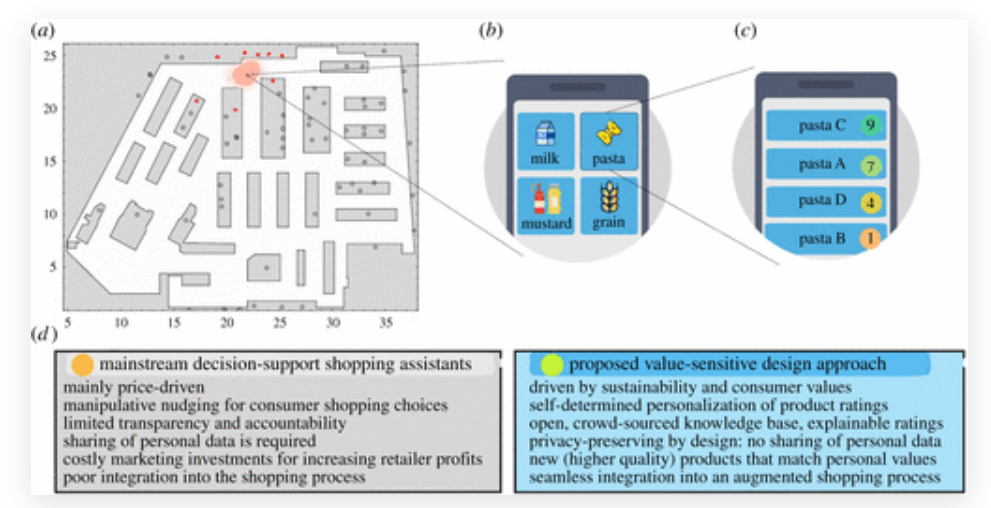 (a)
(b)
(c)
25
20
15
10
5
5 10 15 20 25 30 35
milk pasta
mustard grain
pasta C 9
pasta A 7
pasta D 4
pasta B 1
(d)
mainstream decision-support shopping assistants
mainly price-driven
manipulative nudging for consumer shopping choices
limited transparency and accountability
sharing of personal data is required
costly marketing investments for increasing retailer profits
poor integration into the shopping process
proposed value-sensitive design approach
driven by sustainability and consumer values
self-determined personalization of product ratings
open, crowd-sourced knowledge base, explainable ratings
privacy-preserving by design: no sharing of personal data
new (higher quality) products that match personal values
seamless integration into an augmented shopping process